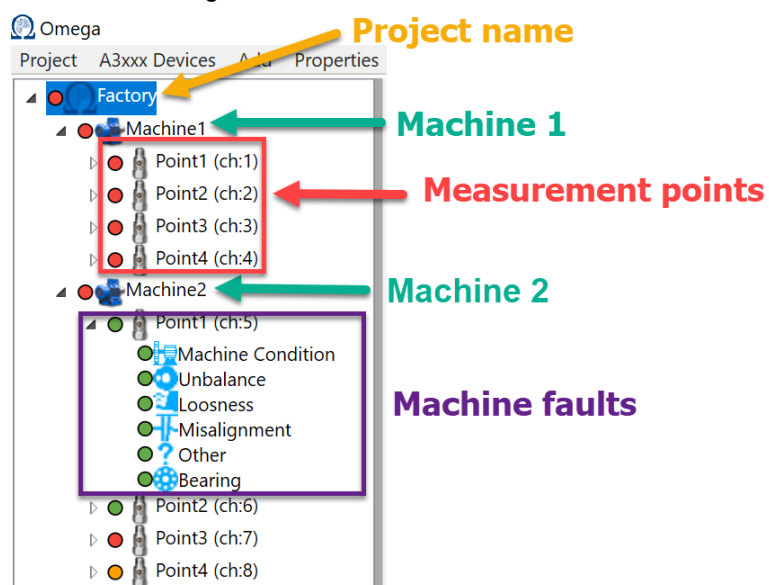 Omega
Project name
Project A3xxx Devices Add Properties
Factory
Machine1
Machine 1
Point1 (ch:1)
Point2 (ch:2)
Measurement points
Point3 (ch:3)
Point4 (ch:4)
Machine2
Machine 2
Point1 (ch:5)
Machine Condition
Unbalance
Loosness
Machine faults
Misalignment
? Other
Bearing
Point2 (ch:6)
Point3 (ch:7)
Point4 (ch:8)